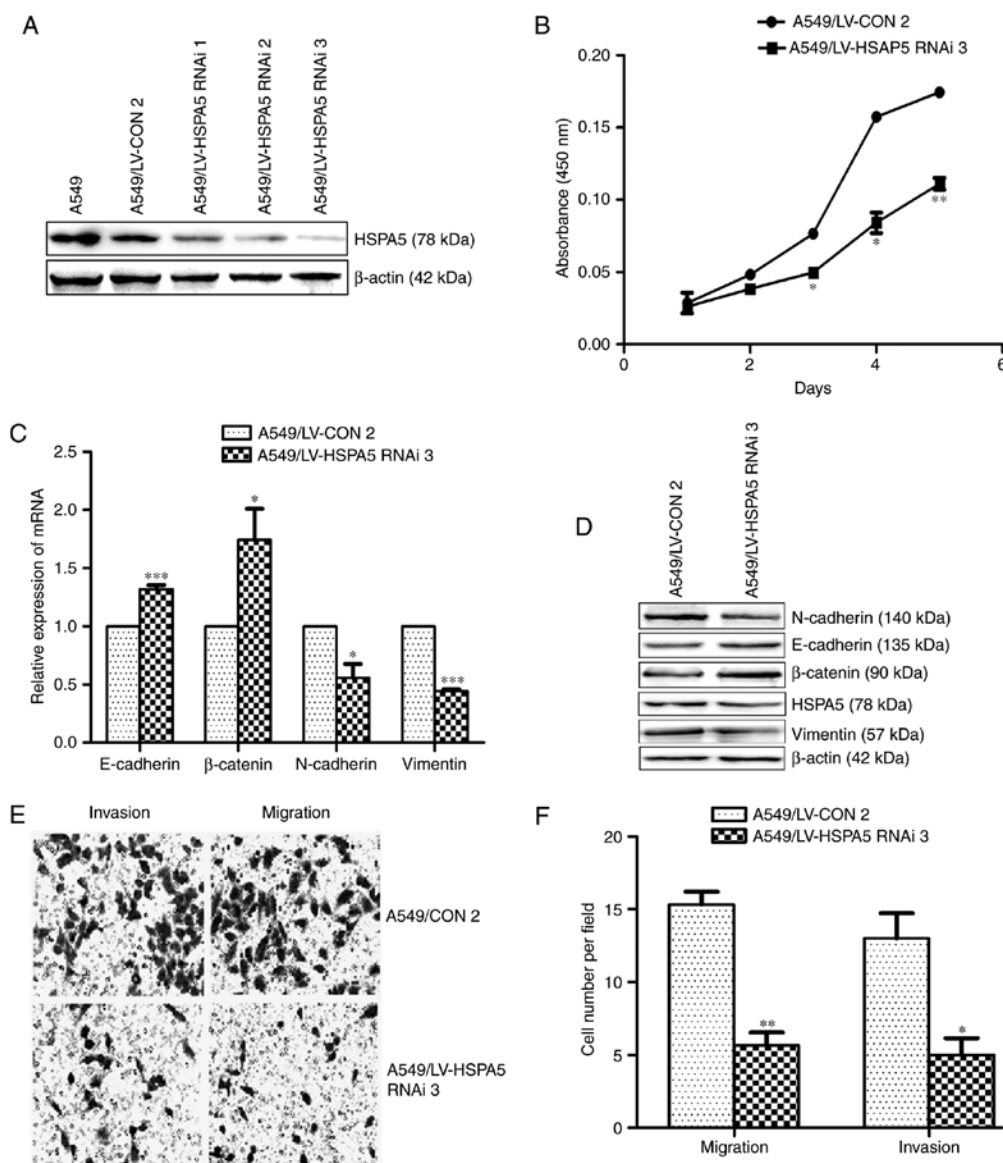 A
A549
A549/LV-CON 2
A549/LV-HSPA5 RNAi 1
A549/LV-HSPA5 RNAi 2
A549/LV-HSPA5 RNAi 3
HSPA5 (78 kDa)
β-actin (42 kDa)
B
A549/LV-CON 2
A549/LV-HSAP5 RNAi 3
Absorbance (450 nm)
0.15
0.10
0.05
0.00
*
*
**
0
2
4
6
Days
C
A549/LV-CON 2
A549/LV-HSPA5 RNAi 3
Relative expression of mRNA
2.5
2.0
1.5
1.0
0.5
0.0
***
*
*
***
E-cadherin
β-catenin
N-cadherin
Vimentin
D
A549/LV-CON 2
A549/LV-HSPA5 RNAi 3
N-cadherin (140 kDa)
E-cadherin (135 kDa)
β-catenin (90 kDa)
HSPA5 (78 kDa)
Vimentin (57 kDa)
β-actin (42 kDa)
E
Invasion
Migration
A549/CON 2
A549/LV-HSPA5
RNAi 3
F
A549/LV-CON 2
A549/LV-HSPA5 RNAi 3
Cell number per field
20
15
10
5
0
**
*
Migration
Invasion